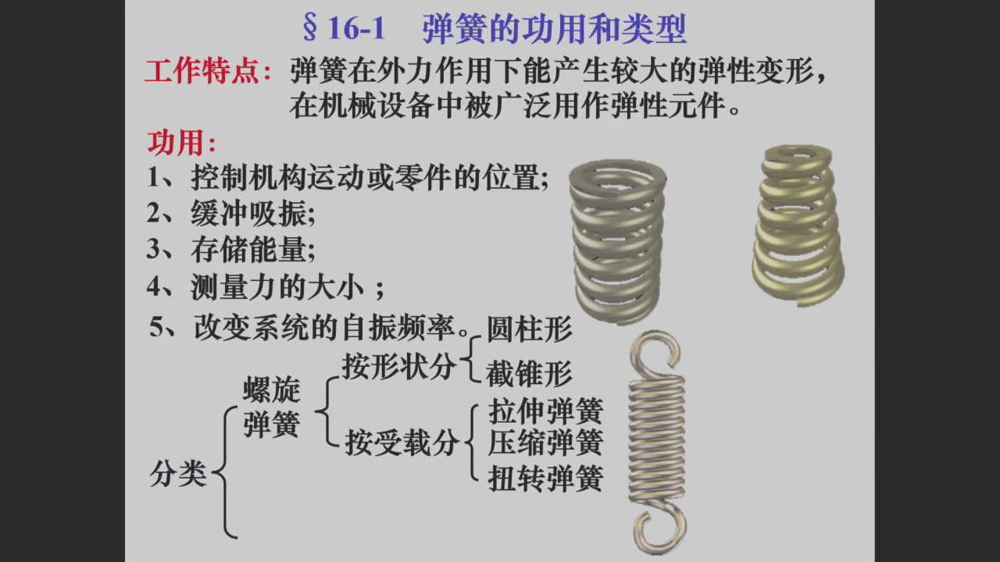 §16-1 弹簧的功用和类型
工作特点：弹簧在外力作用下能产生较大的弹性变形，
在机械设备中被广泛用作弹性元件。
功用：
1、控制机构运动或零件的位置;
2、缓冲吸振;
3、存储能量;
4、测量力的大小；
5、改变系统的自振频率。
分类
螺旋
弹簧
按形状分
圆柱形
截锥形
按受载分
拉伸弹簧
压缩弹簧
扭转弹簧